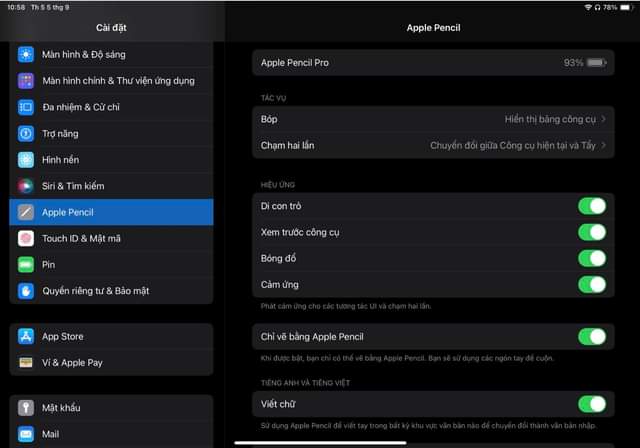 10:58 Th 5 5 thg 9
78%
Cài đặt
Màn hình & Độ sáng
Màn hình chính & Thư viện ứng dụng
Đa nhiệm & Cử chỉ
Trợ năng
Hình nền
Siri & Tìm kiếm
Apple Pencil
Touch ID & Mật mã
Pin
Quyền riêng tư & Bảo mật
App Store
Ví & Apple Pay
Mật khẩu
Mail
Apple Pencil
Apple Pencil Pro 93%
TÁC VỤ
Bóp Hiển thị bảng công cụ
Chạm hai lần Chuyển đổi giữa Công cụ hiện tại và Tẩy
HIỆU ỨNG
Di con trỏ
Xem trước công cụ
Bóng đổ
Cảm ứng
Phát cảm ứng cho các tương tác UI và chạm hai lần.
Chỉ vẽ bằng Apple Pencil
Khi được bật, bạn chỉ có thể vẽ bằng Apple Pencil. Bạn sẽ sử dụng các ngón tay để cuộn.
TIẾNG ANH VÀ TIẾNG VIỆT
Viết chữ
Sử dụng Apple Pencil để viết tay trong bất kỳ khu vực văn bản nào để chuyển đổi thành văn bản nhập.